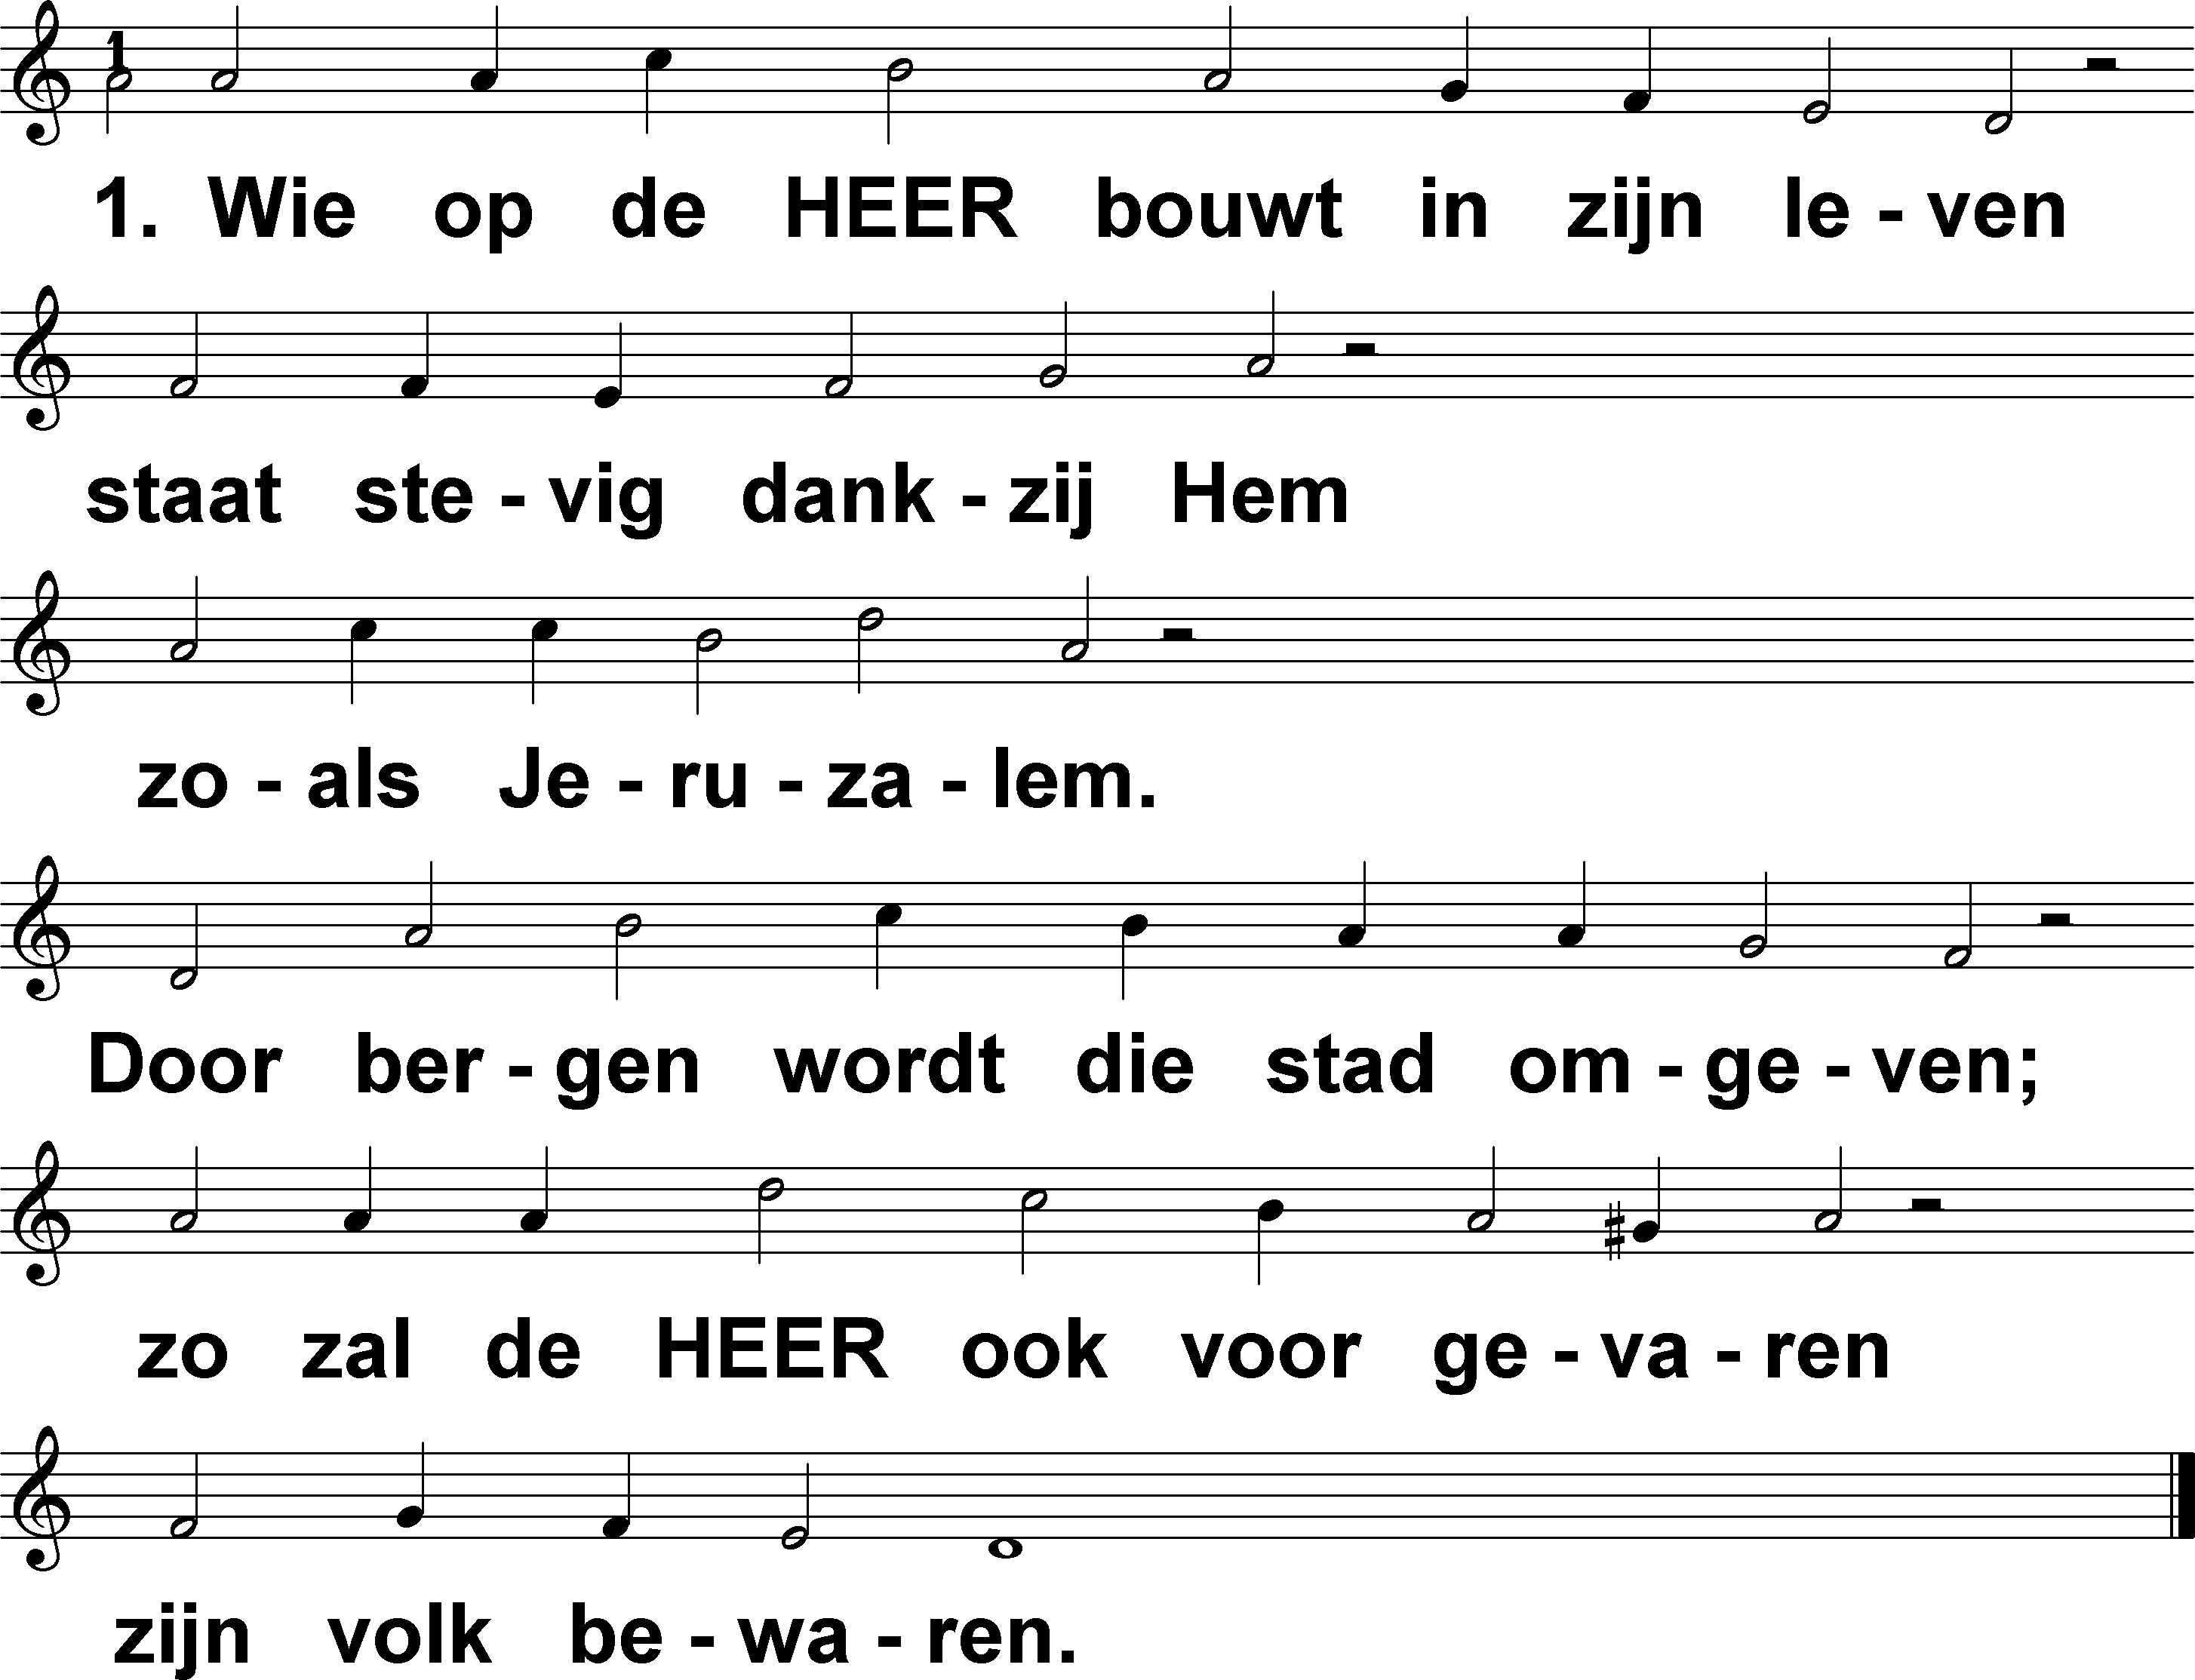 1
1. Wie op de HEER bouwt in zijn le - ven
staat ste - vig dank - zij Hem
zo - als Je - ru - za - lem.
Door ber - gen wordt die stad om - ge - ven;
zo zal de HEER ook voor ge - va - ren
zijn volk be - wa - ren.